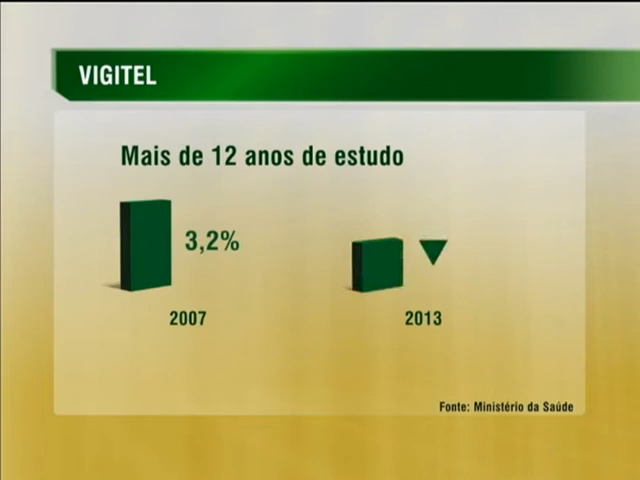 VIGITEL
Mais de 12 anos de estudo
3,2%
2007
2013
Fonte: Ministério da Saúde